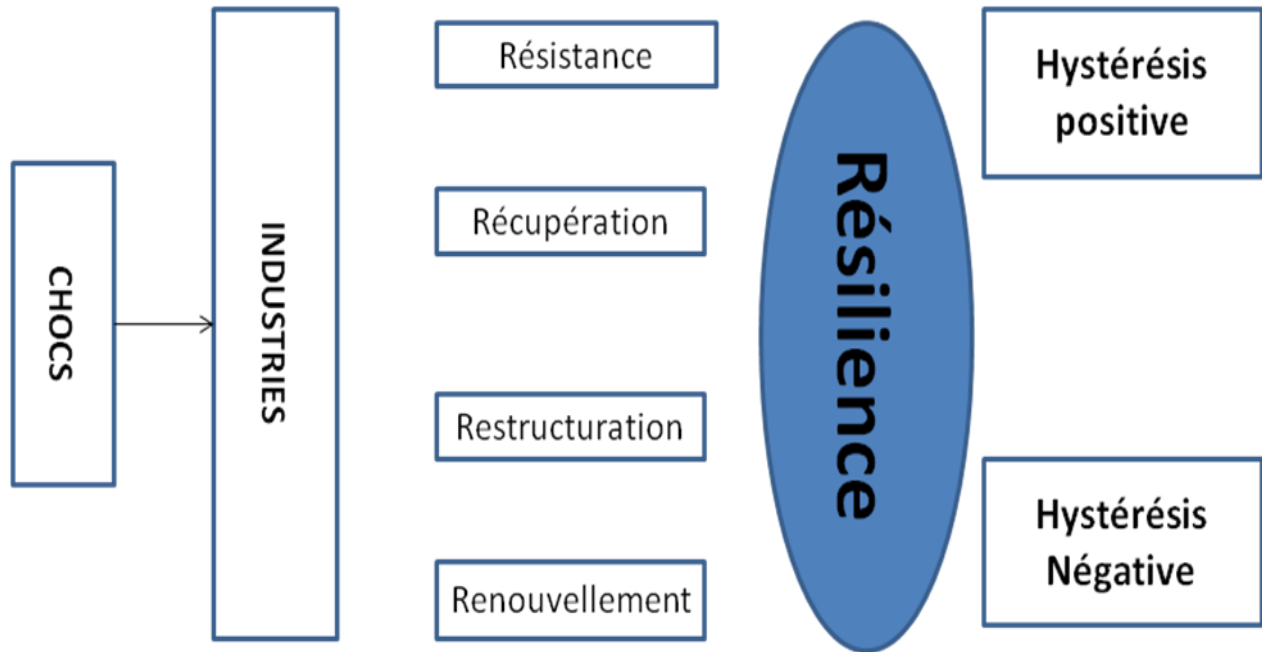 CHOCS
INDUSTRIES
Résistance
Récupération
Restructuration
Renouvellement
Résilience
Hystérésis
positive
Hystérésis
Négative